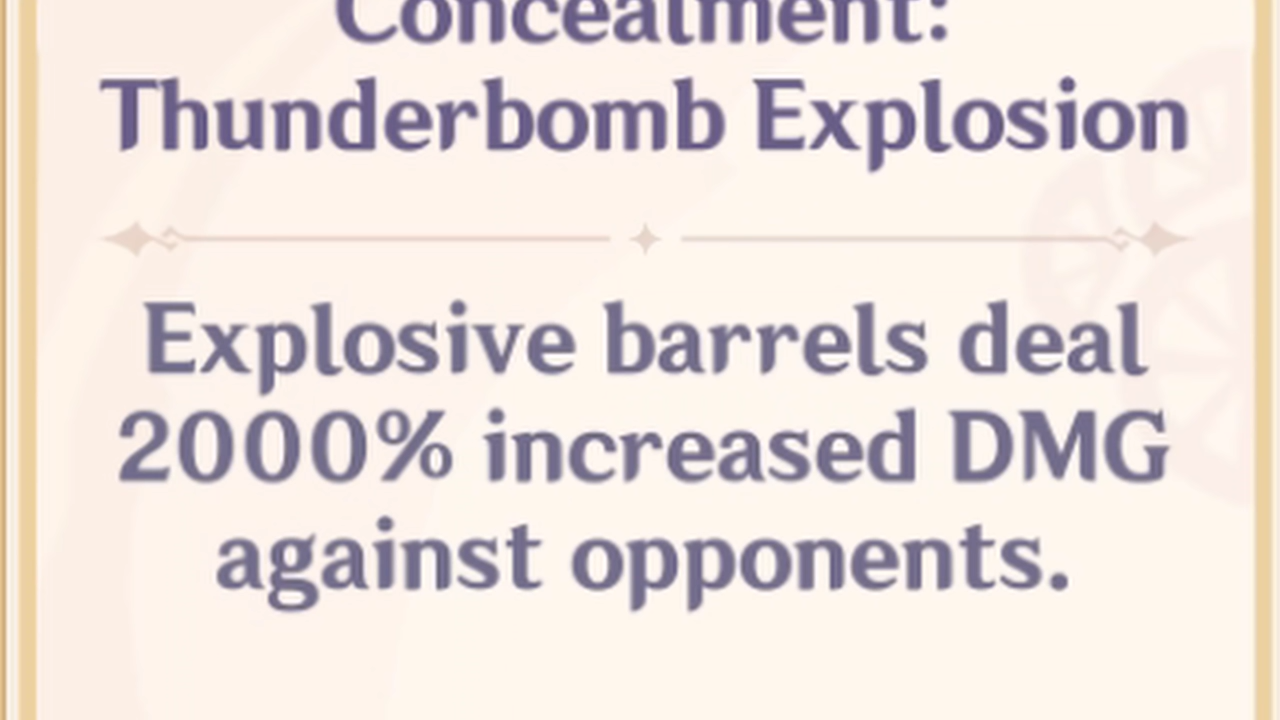 Concealment:
Thunderbomb Explosion
Explosive barrels deal
2000% increased DMG
against opponents.